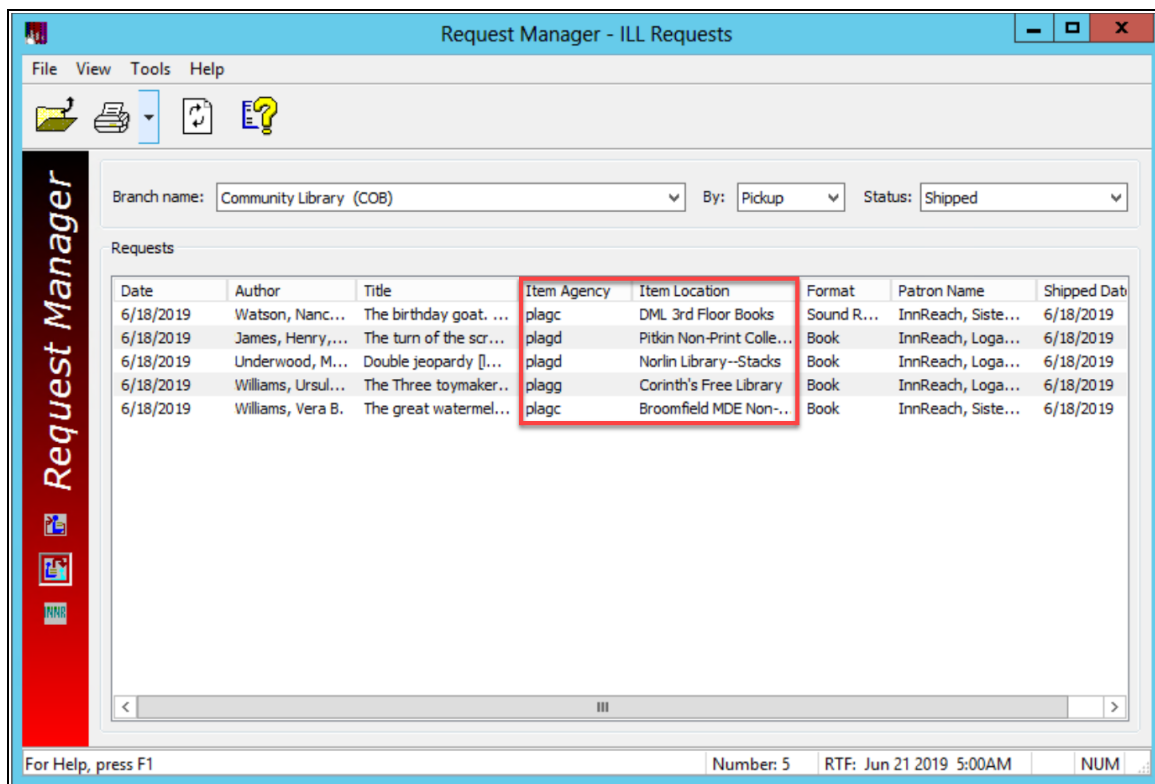 Request Manager - ILL Requests
File View Tools Help
Request Manager
Branch name: Community Library (COB) By: Pickup Status: Shipped
Requests
Date Author Title Item Agency Item Location Format Patron Name Shipped Dat
6/18/2019 Watson, Nanc... The birthday goat. ... plagc DML 3rd Floor Books Sound R... InnReach, Siste... 6/18/2019
6/18/2019 James, Henry,... The turn of the scr... plagd Pitkin Non-Print Colle... Book InnReach, Loga... 6/18/2019
6/18/2019 Underwood, M... Double jeopardy [l... plagd Norlin Library--Stacks Book InnReach, Loga... 6/18/2019
6/18/2019 Williams, Ursul... The Three toymaker.. plagg Corinth's Free Library Book InnReach, Loga... 6/18/2019
6/18/2019 Williams, Vera B. The great watermel... plagc Broomfield MDE Non-... Book InnReach, Siste... 6/18/2019
INNR
For Help, press F1 Number: 5 RTF: Jun 21 2019 5:00AM NUM